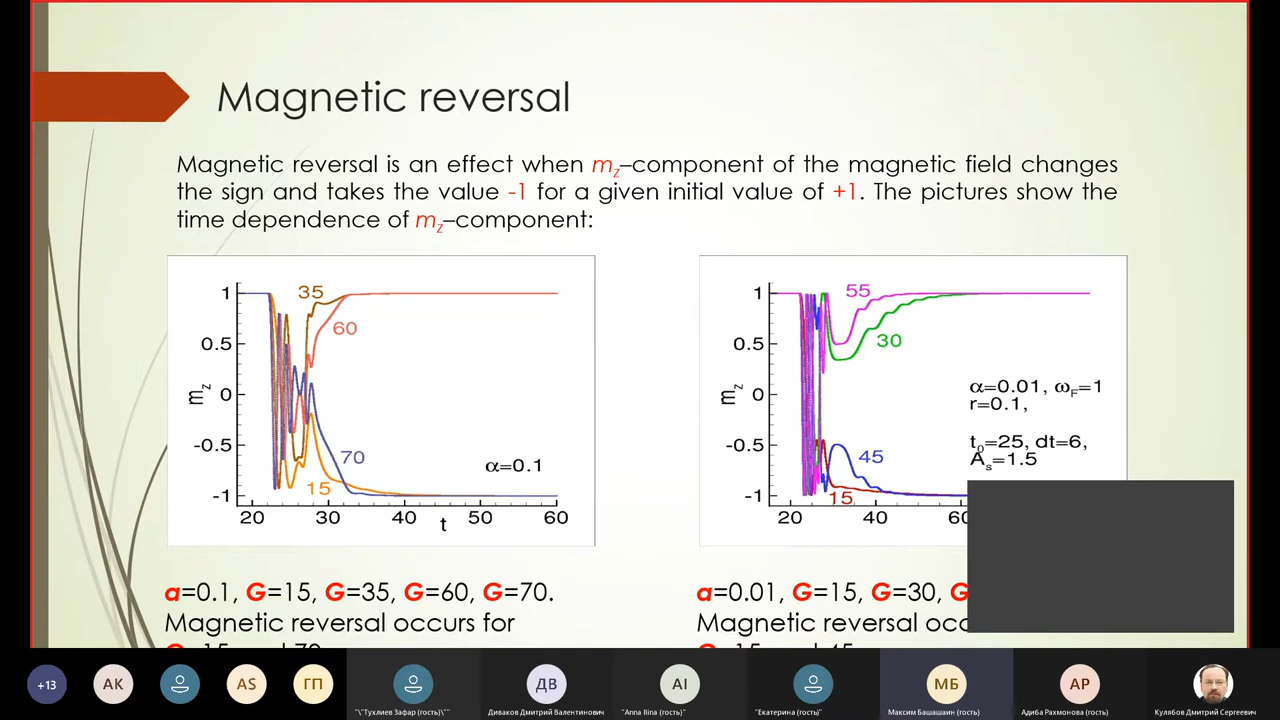 Magnetic reversal
Magnetic reversal is an effect when mz–component of the magnetic field changes
the sign and takes the value -1 for a given initial value of +1. The pictures show the
time dependence of mz–component:
1
0.5
0
-0.5
-1
mz
35
60
70
15
α=0.1
20 30 40 50 60
t
1
0.5
0
-0.5
-1
mz
55
30
45
15
α=0.01, ωF=1
r=0.1,
t0=25, dt=6,
As=1.5
20 40 60
a=0.1, G=15, G=35, G=60, G=70.
Magnetic reversal occurs for
a=0.01, G=15, G=30, G
Magnetic reversal occ
+13
АК
AS
ГП
"\"Тухлиев Зафар (гость)\""
ДВ
Диваков Дмитрий Валентинович
AI
"Anna Ilina (гость)"
"Екатерина (гость)"
МБ
Максим Башашин (гость)
АР
Адиба Рахмонова (гость)
Кулябов Дмитрий Сергеевич